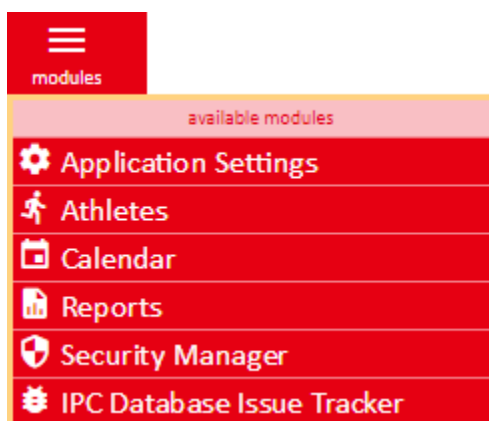 modules
available modules
Application Settings
Athletes
Calendar
Reports
Security Manager
IPC Database Issue Tracker